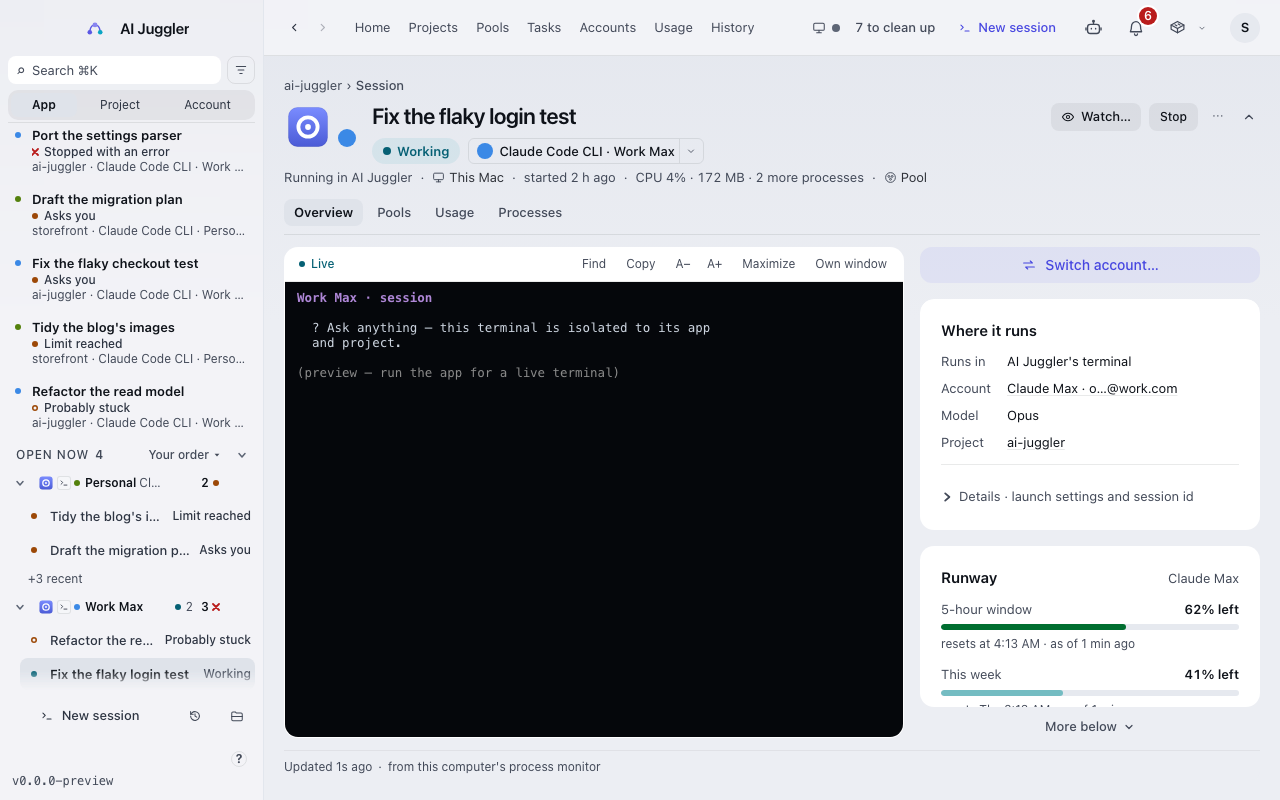 AI Juggler
Search ⌘K
App Project Account
Port the settings parser
Stopped with an error
ai-juggler · Claude Code CLI · Work ...
Draft the migration plan
Asks you
storefront · Claude Code CLI · Perso...
Fix the flaky checkout test
Asks you
ai-juggler · Claude Code CLI · Work ...
Tidy the blog's images
Limit reached
storefront · Claude Code CLI · Perso...
Refactor the read model
Probably stuck
ai-juggler · Claude Code CLI · Work ...
OPEN NOW 4 Your order
Personal Cl... 2
Tidy the blog's i... Limit reached
Draft the migration p... Asks you
+3 recent
Work Max 2 3
Refactor the re... Probably stuck
Fix the flaky login test Working
New session
?
v0.0.0-preview
Home Projects Pools Tasks Accounts Usage History
7 to clean up
New session
6
S
ai-juggler › Session
Fix the flaky login test
Working
Claude Code CLI · Work Max
Watch...
Stop
...
Running in AI Juggler · This Mac · started 2 h ago · CPU 4% · 172 MB · 2 more processes · Pool
Overview Pools Usage Processes
Live
Find Copy A− A+ Maximize Own window
Work Max · session
? Ask anything — this terminal is isolated to its app
and project.
(preview — run the app for a live terminal)
Switch account...
Where it runs
Runs in AI Juggler's terminal
Account Claude Max · o...@work.com
Model Opus
Project ai-juggler
Details · launch settings and session id
Runway Claude Max
5-hour window 62% left
resets at 4:13 AM · as of 1 min ago
This week 41% left
More below
Updated 1s ago · from this computer's process monitor